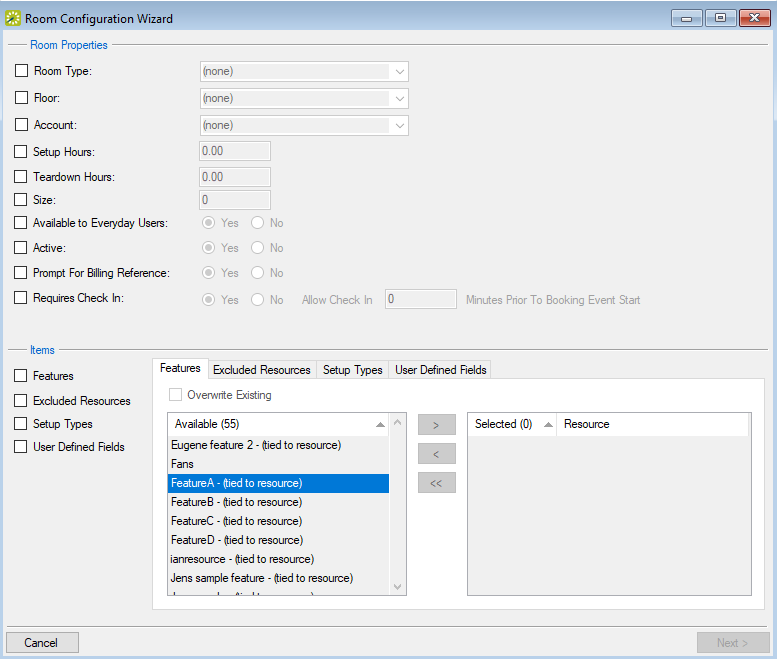 Room Configuration Wizard
Room Properties
Room Type: (none)
Floor: (none)
Account: (none)
Setup Hours: 0.00
Teardown Hours: 0.00
Size: 0
Available to Everyday Users: Yes No
Active: Yes No
Prompt For Billing Reference: Yes No
Requires Check In: Yes No Allow Check In 0 Minutes Prior To Booking Event Start
Items
Features
Excluded Resources
Setup Types
User Defined Fields
Features Excluded Resources Setup Types User Defined Fields
Overwrite Existing
Available (55)
Eugene feature 2 - (tied to resource)
Fans
FeatureA - (tied to resource)
FeatureB - (tied to resource)
FeatureC - (tied to resource)
FeatureD - (tied to resource)
ianresource - (tied to resource)
Jens sample feature - (tied to resource)
>
<
<<
Selected (0) Resource
Cancel Next >